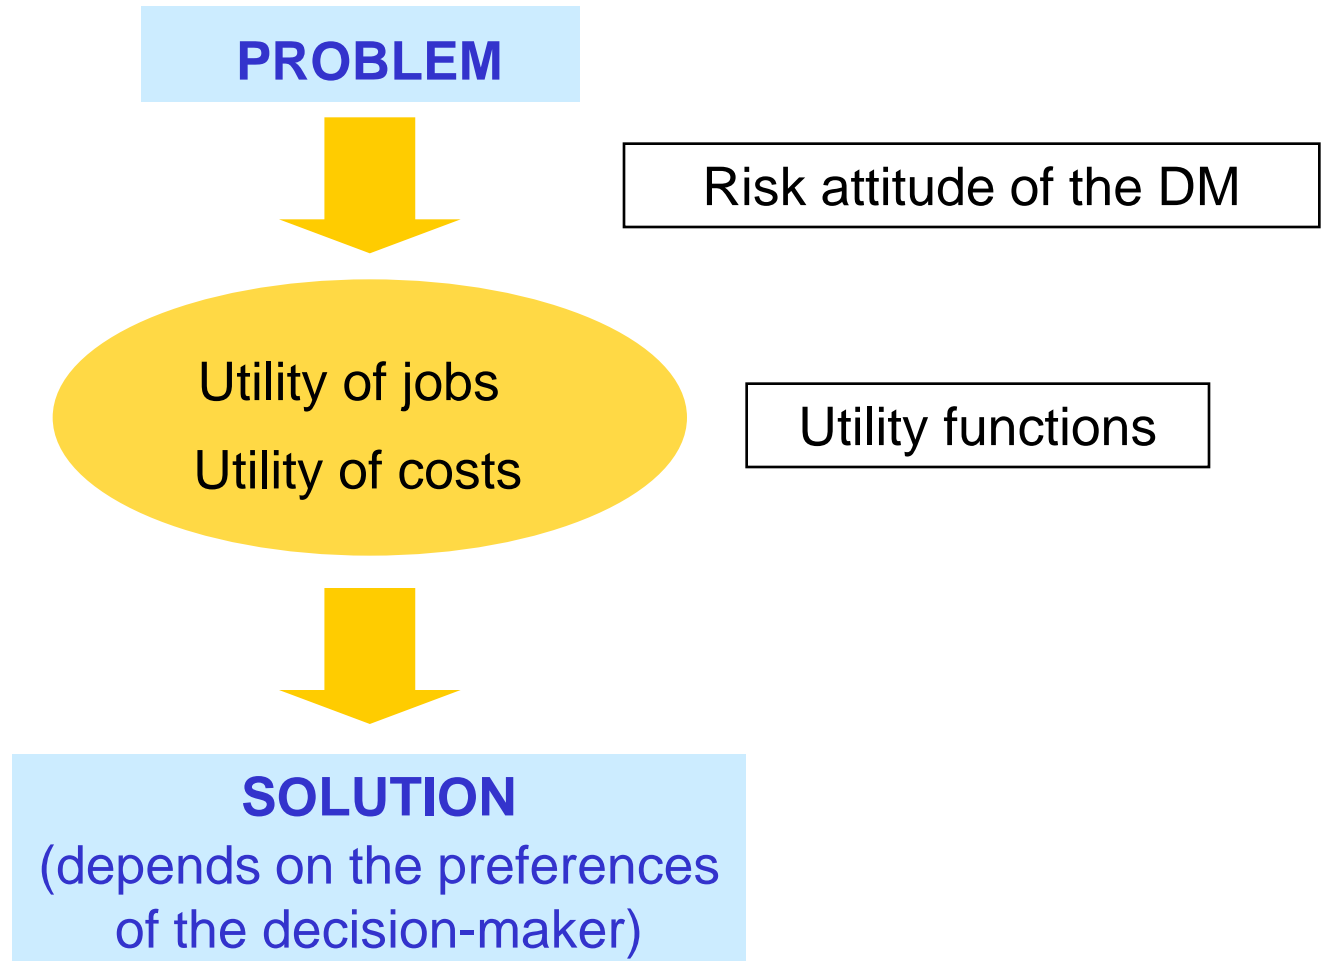 PROBLEM
Risk attitude of the DM
Utility of jobs
Utility of costs
Utility functions
SOLUTION
(depends on the preferences
of the decision-maker)